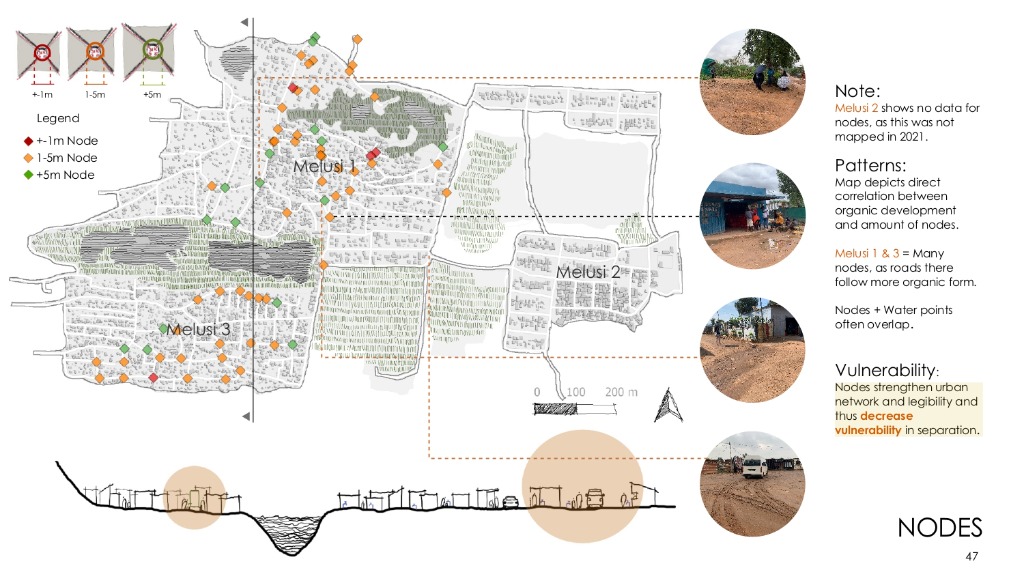 +-1m
1-5m
+5m
Legend
+-1m Node
1-5m Node
+5m Node
Melusi 1
Melusi 2
Melusi 3
0 100 200 m
Note:
Melusi 2 shows no data for
nodes, as this was not
mapped in 2021.
Patterns:
Map depicts direct
correlation between
organic development
and amount of nodes.
Melusi 1 & 3 = Many
nodes, as roads there
follow more organic form.
Nodes + Water points
often overlap.
Vulnerability:
Nodes strengthen urban
network and legibility and
thus decrease
vulnerability in separation.
NODES
47